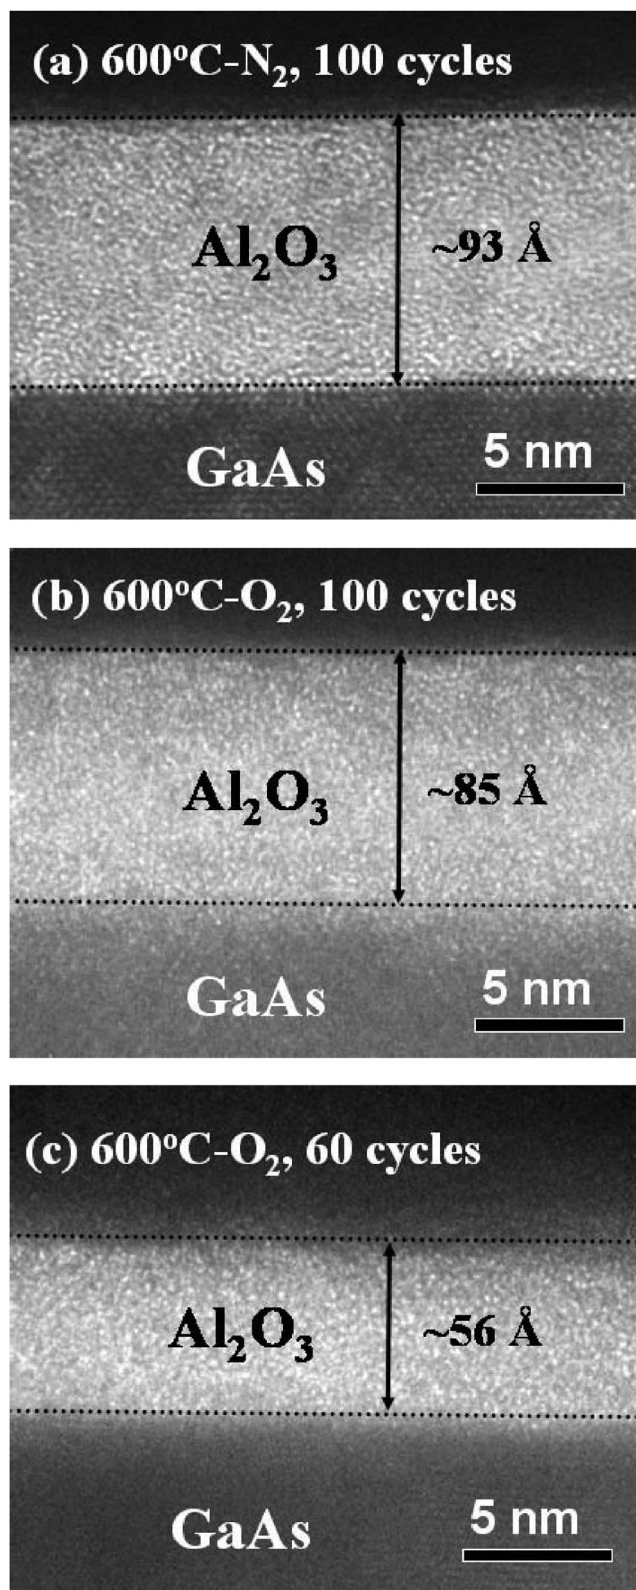 (a) 600°C-N₂, 100 cycles
Al₂O₃ ~93 Å
GaAs
5 nm
(b) 600°C-O₂, 100 cycles
Al₂O₃ ~85 Å
GaAs
5 nm
(c) 600°C-O₂, 60 cycles
Al₂O₃ ~56 Å
GaAs
5 nm